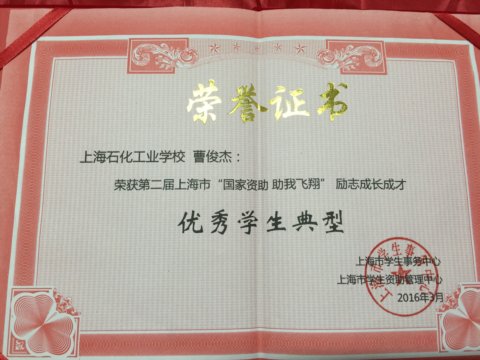 荣誉证书
上海石化工业学校 曹俊杰：
荣获第二届上海市“国家资助 助我飞翔” 励志成长成才
优秀学生典型
上海市学生事务中心
上海市学生资助管理中心
2016年3月